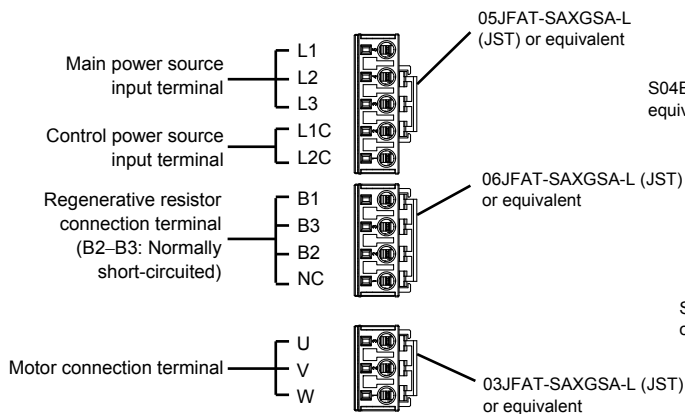 Main power source
input terminal
L1
L2
L3
05JFAT-SAXGSA-L
(JST) or equivalent
Control power source
input terminal
L1C
L2C
Regenerative resistor
connection terminal
(B2–B3: Normally
short-circuited)
B1
B3
B2
NC
06JFAT-SAXGSA-L (JST)
or equivalent
Motor connection terminal
U
V
W
03JFAT-SAXGSA-L (JST)
or equivalent